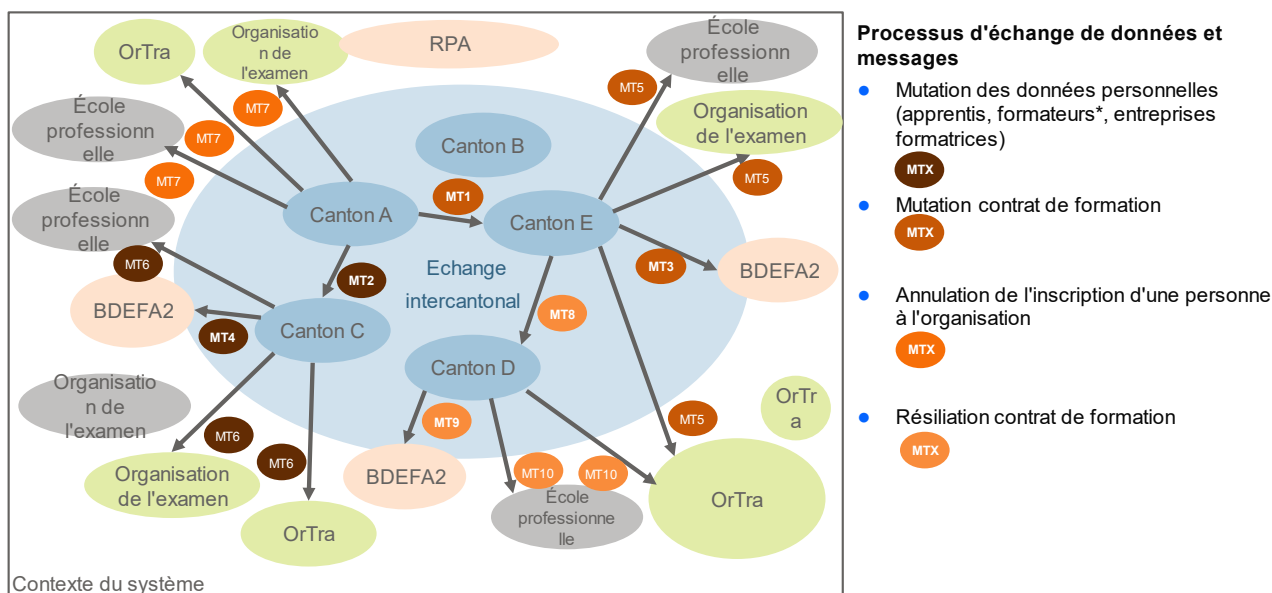 OrTra
Organisatio
n de
l'examen
RPA
École
profession
nelle
MT5
MT7
École
professionn
elle
MT7
Organisation
de l'examen
Canton B
MT5
MT7
MT1
École
professionn
elle
Canton A
Canton E
MT6
MT2
Echange
intercantonal
MT3
BDEFA2
BDEFA2
MT8
MT4
Canton C
Canton D
Organisatio
n de
l'examen
OrTr
a
MT6
MT9
MT5
MT6
Organisation
de l'examen
BDEFA2
MT10
MT10
École
professionne
lle
OrTra
OrTra
Contexte du système
Processus d'échange de données et
messages
Mutation des données personnelles
(apprentis, formateurs*, entreprises
formatrices)
MTX
Mutation contrat de formation
MTX
Annulation de l'inscription d'une personne
à l'organisation
MTX
Résiliation contrat de formation
MTX